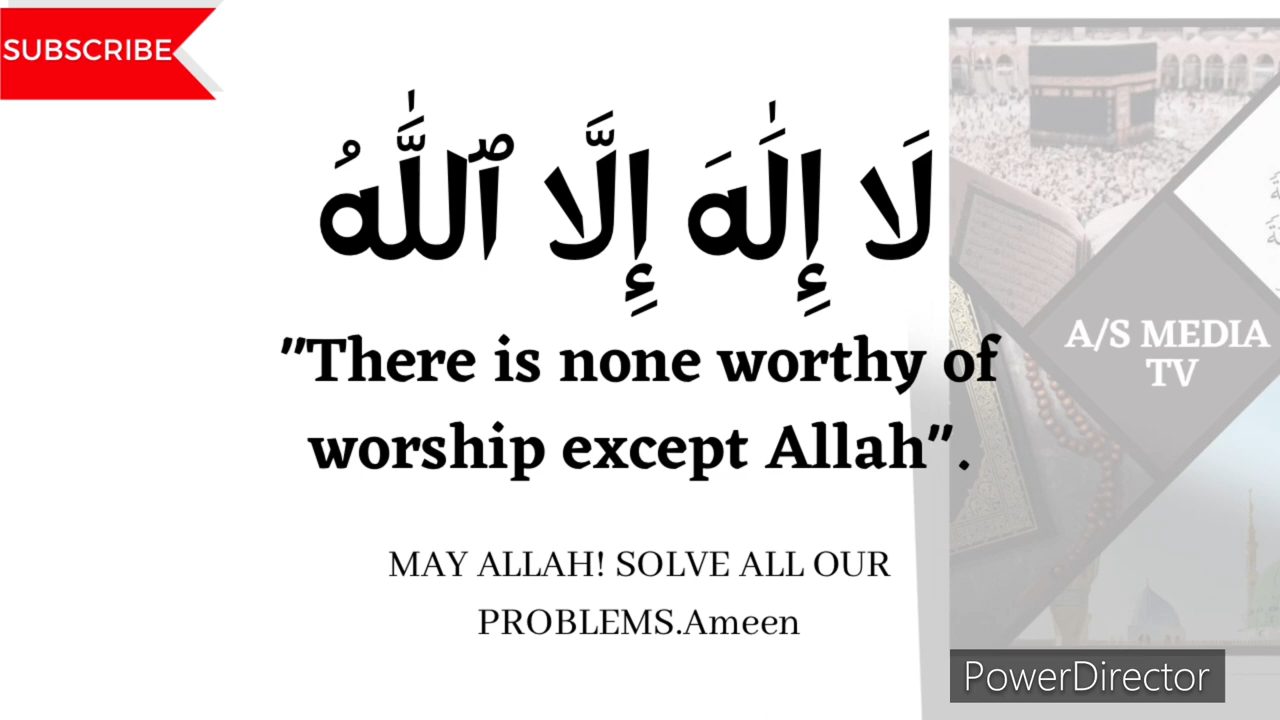 SUBSCRIBE
لَا إِلَٰهَ إِلَّا ٱللَّٰهُ
"There is none worthy of
worship except Allah".
MAY ALLAH! SOLVE ALL OUR
PROBLEMS.Ameen
A/S MEDIA
TV
PowerDirector